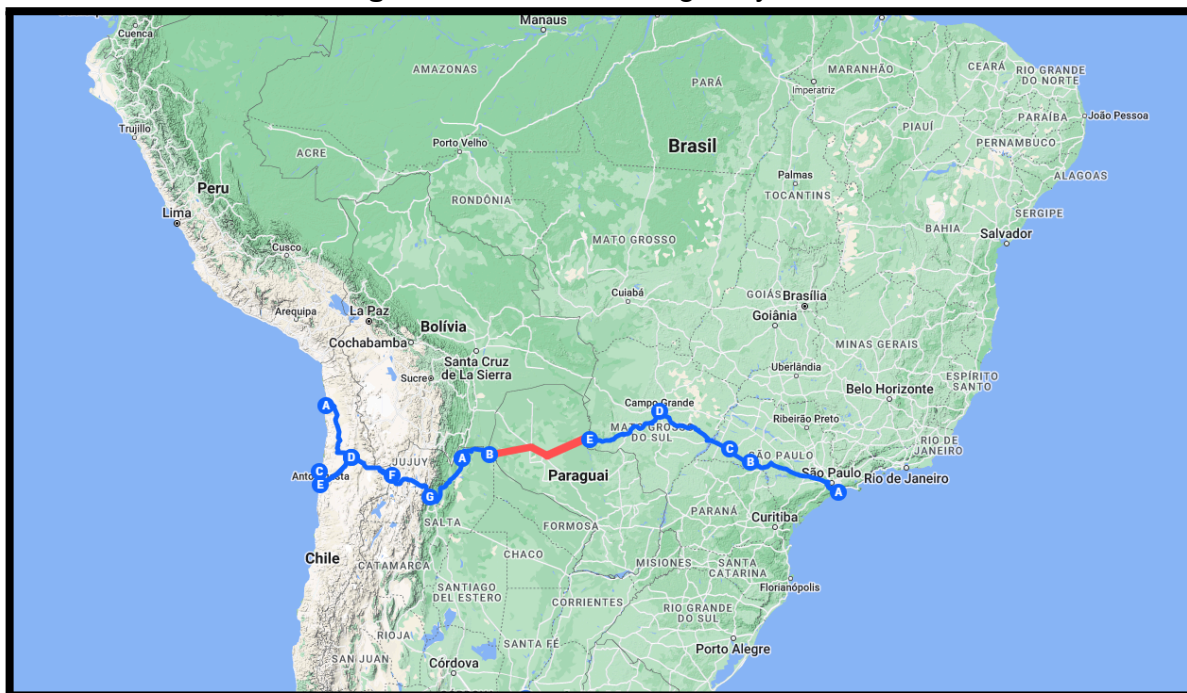 Manaus
Cuenca
AMAZONAS
PARÁ
MARANHÃO
CEARÁ
RIO GRANDE
DO NORTE
Imperatriz
Trujillo
PARAÍBA
João Pessoa
PIAUÍ
ACRE
Porto Velho
Brasil
PERNAMBUCO
Palmas
TOCANTINS
ALAGOAS
Peru
RONDÔNIA
Lima
SERGIPE
BAHIA
Salvador
MATO GROSSO
Cusco
Cuiabá
GOIÁS
Brasília
Arequipa
La Paz
Bolívia
Goiânia
Cochabamba
MINAS GERAIS
Santa Cruz
de La Sierra
Sucre
Uberlândia
Belo Horizonte
ESPÍRITO
SANTO
A
Campo Grande
D
MATO GROSSO
DO SUL
Ribeirão Preto
E
RIO DE
JANEIRO
C
B
A
B
D
JUJUY
SÃO PAULO
C
E
F
Paraguai
São Paulo
Rio de Janeiro
A
G
SALTA
PARANÁ
Curitiba
FORMOSA
Chile
CATAMARCA
CHACO
MISIONES
SANTA
CATARINA
Florianópolis
SANTIAGO
DEL ESTERO
CORRIENTES
RIO GRANDE
DO SUL
RIOJA
SANTA FÉ
Porto Alegre
SAN JUAN
Córdova